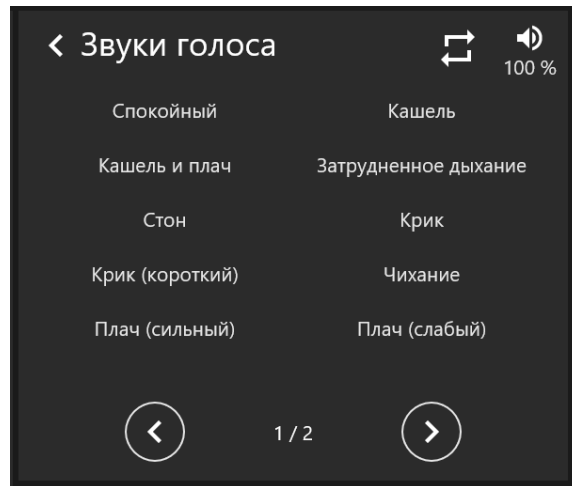 Звуки голоса
100 %
Спокойный Кашель
Кашель и плач Затрудненное дыхание
Стон Крик
Крик (короткий) Чихание
Плач (сильный) Плач (слабый)
1 / 2